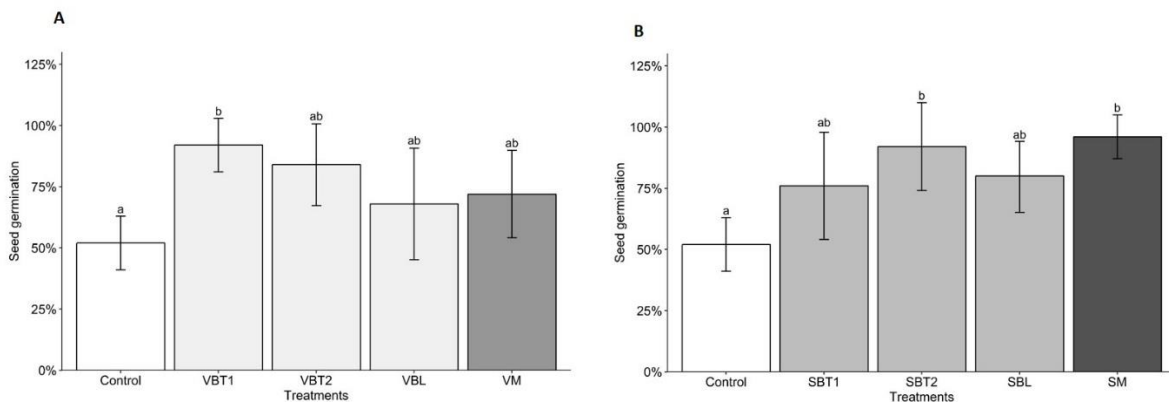 A
Seed germination
125%
100%
75%
50%
25%
0%
a
b
ab
ab
ab
Control VBT1 VBT2 VBL VM
Treatments
B
Seed germination
125%
100%
75%
50%
25%
0%
a
ab
b
ab
b
Control SBT1 SBT2 SBL SM
Treatments